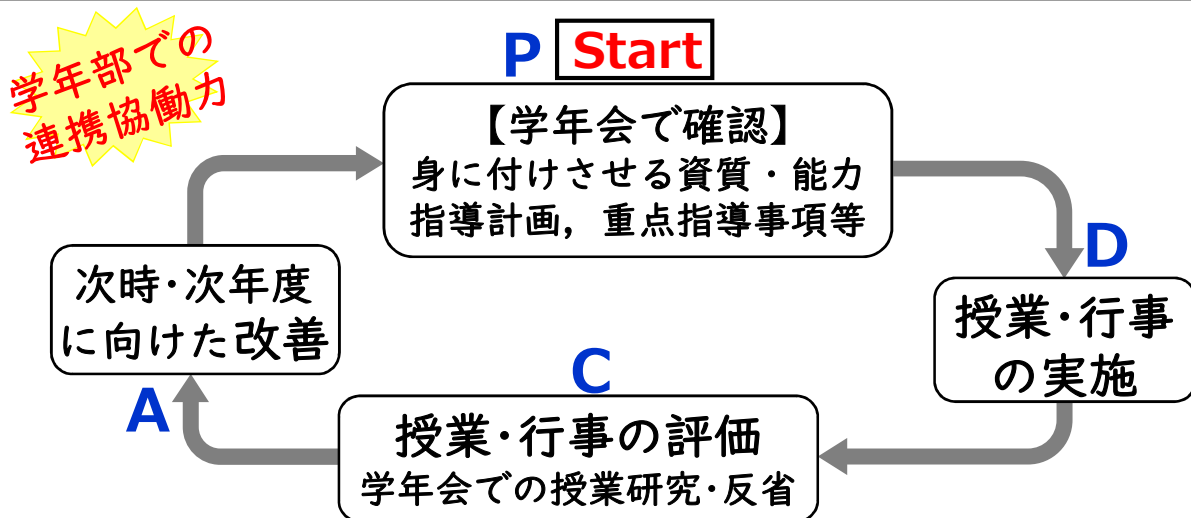 学年部での
連携協働力
P Start
【学年会で確認】
身に付けさせる資質・能力
指導計画，重点指導事項等
D
授業・行事
の実施
C
授業・行事の評価
学年会での授業研究・反省
A
次時・次年度
に向けた改善